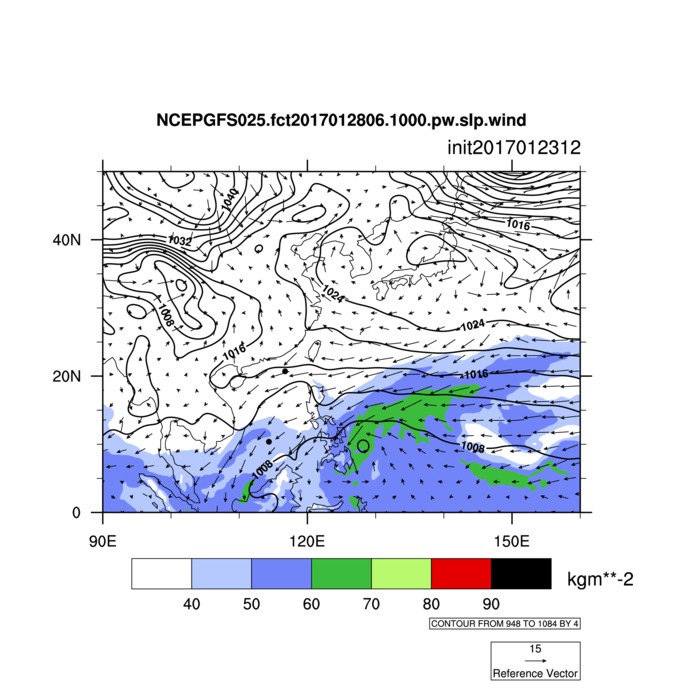 NCEPGFS025.fct2017012806.1000.pw.slp.wind
init2017012312
1040
1016
40N
1032
1008
1024
1024
1016
20N
1016
1008
1008
0
90E 120E 150E
kgm**-2
40 50 60 70 80 90
CONTOUR FROM 948 TO 1084 BY 4
15
Reference Vector